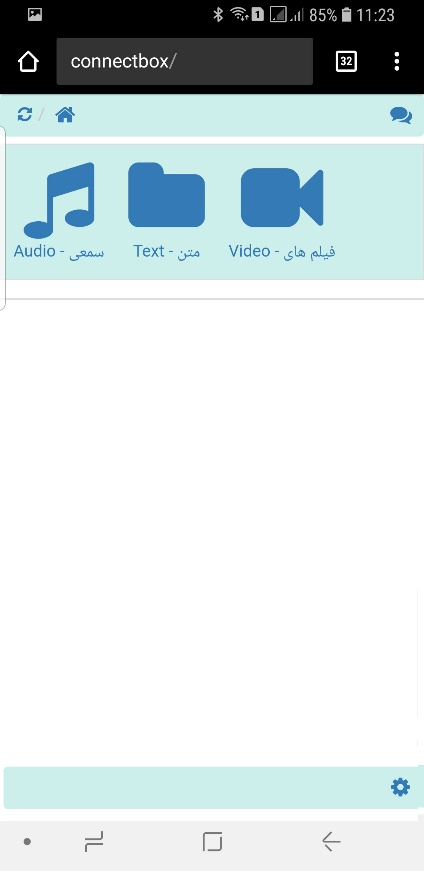 85% 11:23
connectbox/
32
Audio - سمعی
Text - متن
Video - فیلم های